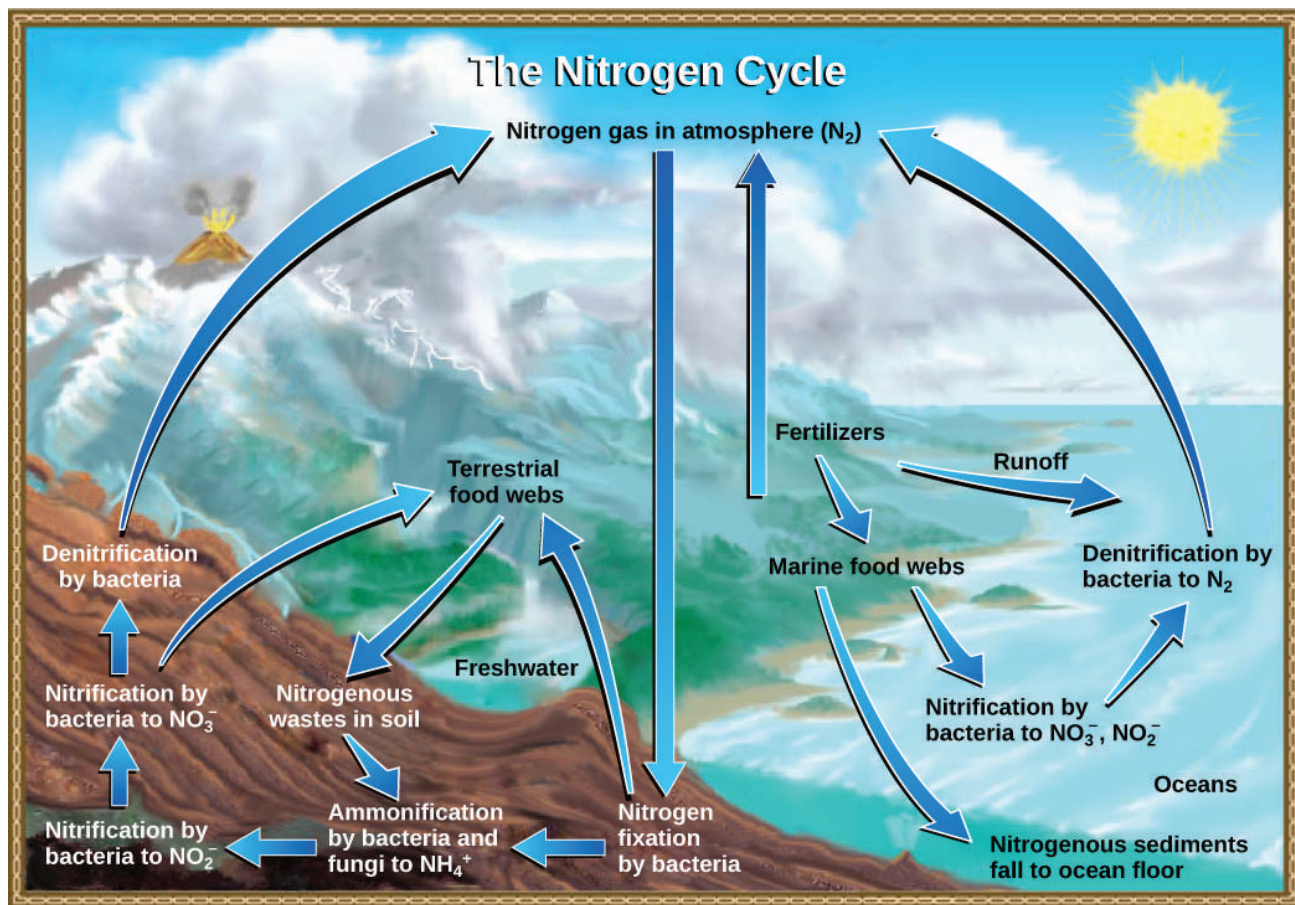 The Nitrogen Cycle
Nitrogen gas in atmosphere (N₂)
Fertilizers
Runoff
Terrestrial
food webs
Denitrification
by bacteria
Marine food webs
Denitrification by
bacteria to N₂
Freshwater
Nitrification by
bacteria to NO₃⁻
Nitrogenous
wastes in soil
Nitrification by
bacteria to NO₃⁻, NO₂⁻
Oceans
Nitrification by
bacteria to NO₂⁻
Ammonification
by bacteria and
fungi to NH₄⁺
Nitrogen
fixation
by bacteria
Nitrogenous sediments
fall to ocean floor